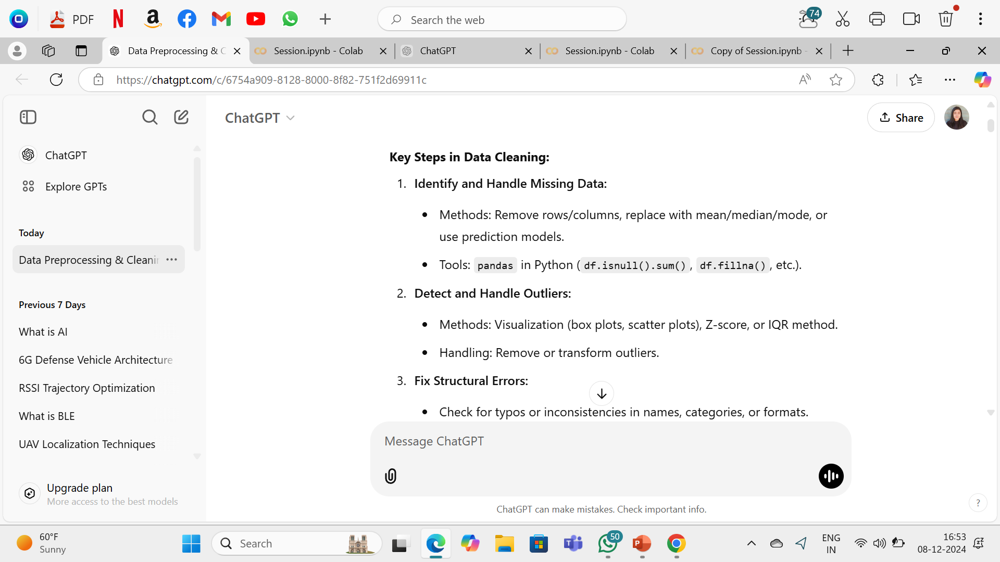 PDF
Search the web
74
Data Preprocessing & C
Session.ipynb - Colab
ChatGPT
Session.ipynb - Colab
Copy of Session.ipynb -
https://chatgpt.com/c/6754a909-8128-8000-8f82-751f2d69911c
ChatGPT
Share
ChatGPT
Explore GPTs
Today
Data Preprocessing & Cleanin
Previous 7 Days
What is AI
6G Defense Vehicle Architecture
RSSI Trajectory Optimization
What is BLE
UAV Localization Techniques
Upgrade plan
More access to the best models
Key Steps in Data Cleaning:
1. Identify and Handle Missing Data:
• Methods: Remove rows/columns, replace with mean/median/mode, or
use prediction models.
• Tools: pandas in Python ( df.isnull().sum() , df.fillna() , etc.).
2. Detect and Handle Outliers:
• Methods: Visualization (box plots, scatter plots), Z-score, or IQR method.
• Handling: Remove or transform outliers.
3. Fix Structural Errors:
• Check for typos or inconsistencies in names, categories, or formats.
Message ChatGPT
ChatGPT can make mistakes. Check important info.
?
60°F
Sunny
Search
50
ENG
IN
16:53
08-12-2024